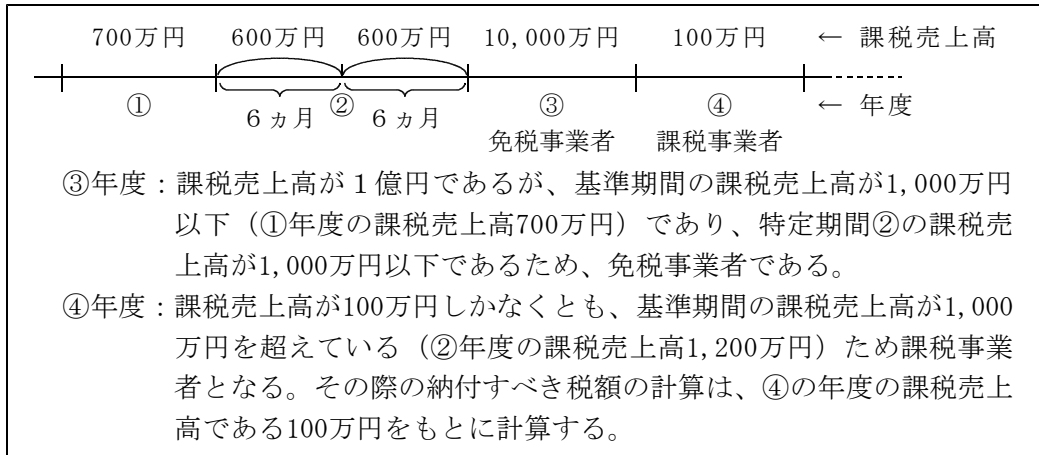 700万円 600万円 600万円 10,000万円 100万円 ← 課税売上高
① 6ヵ月 ② 6ヵ月 ③ ④ ← 年度
免税事業者 課税事業者
③年度：課税売上高が１億円であるが、基準期間の課税売上高が1,000万円
以下（①年度の課税売上高700万円）であり、特定期間②の課税売
上高が1,000万円以下であるため、免税事業者である。
④年度：課税売上高が100万円しかなくとも、基準期間の課税売上高が1,000
万円を超えている（②年度の課税売上高1,200万円）ため課税事業
者となる。その際の納付すべき税額の計算は、④の年度の課税売上
高である100万円をもとに計算する。